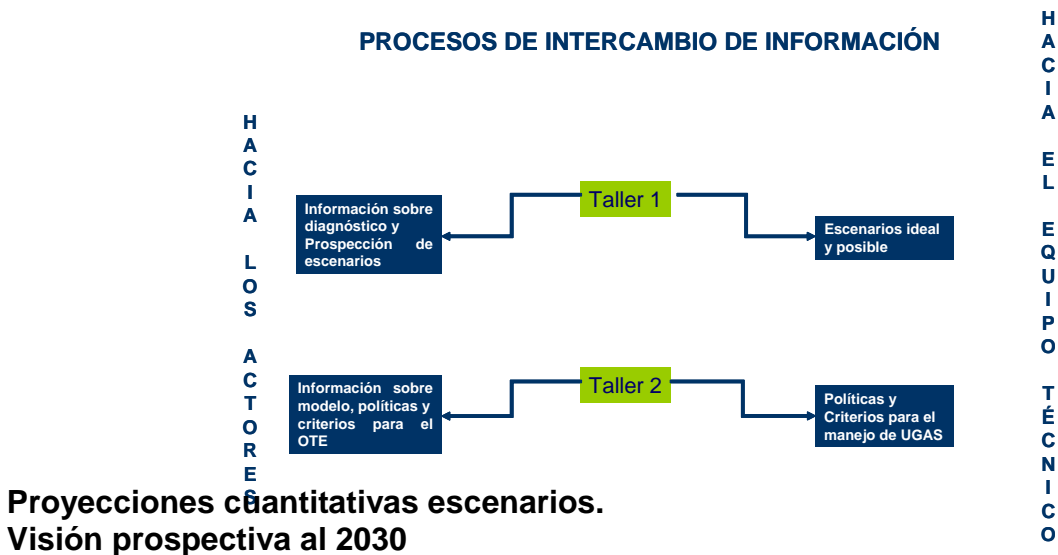 PROCESOS DE INTERCAMBIO DE INFORMACIÓN
HACIA LOS ACTORES
Taller 1
Información sobre
diagnóstico y
Prospección de
escenarios
Escenarios ideal
y posible
Taller 2
Información sobre
modelo, políticas y
criterios para el
OTE
Políticas y
Criterios para el
manejo de UGAS
HACIA EL EQUIPO TÉCNICO
Proyecciones cuantitativas escenarios.
Visión prospectiva al 2030